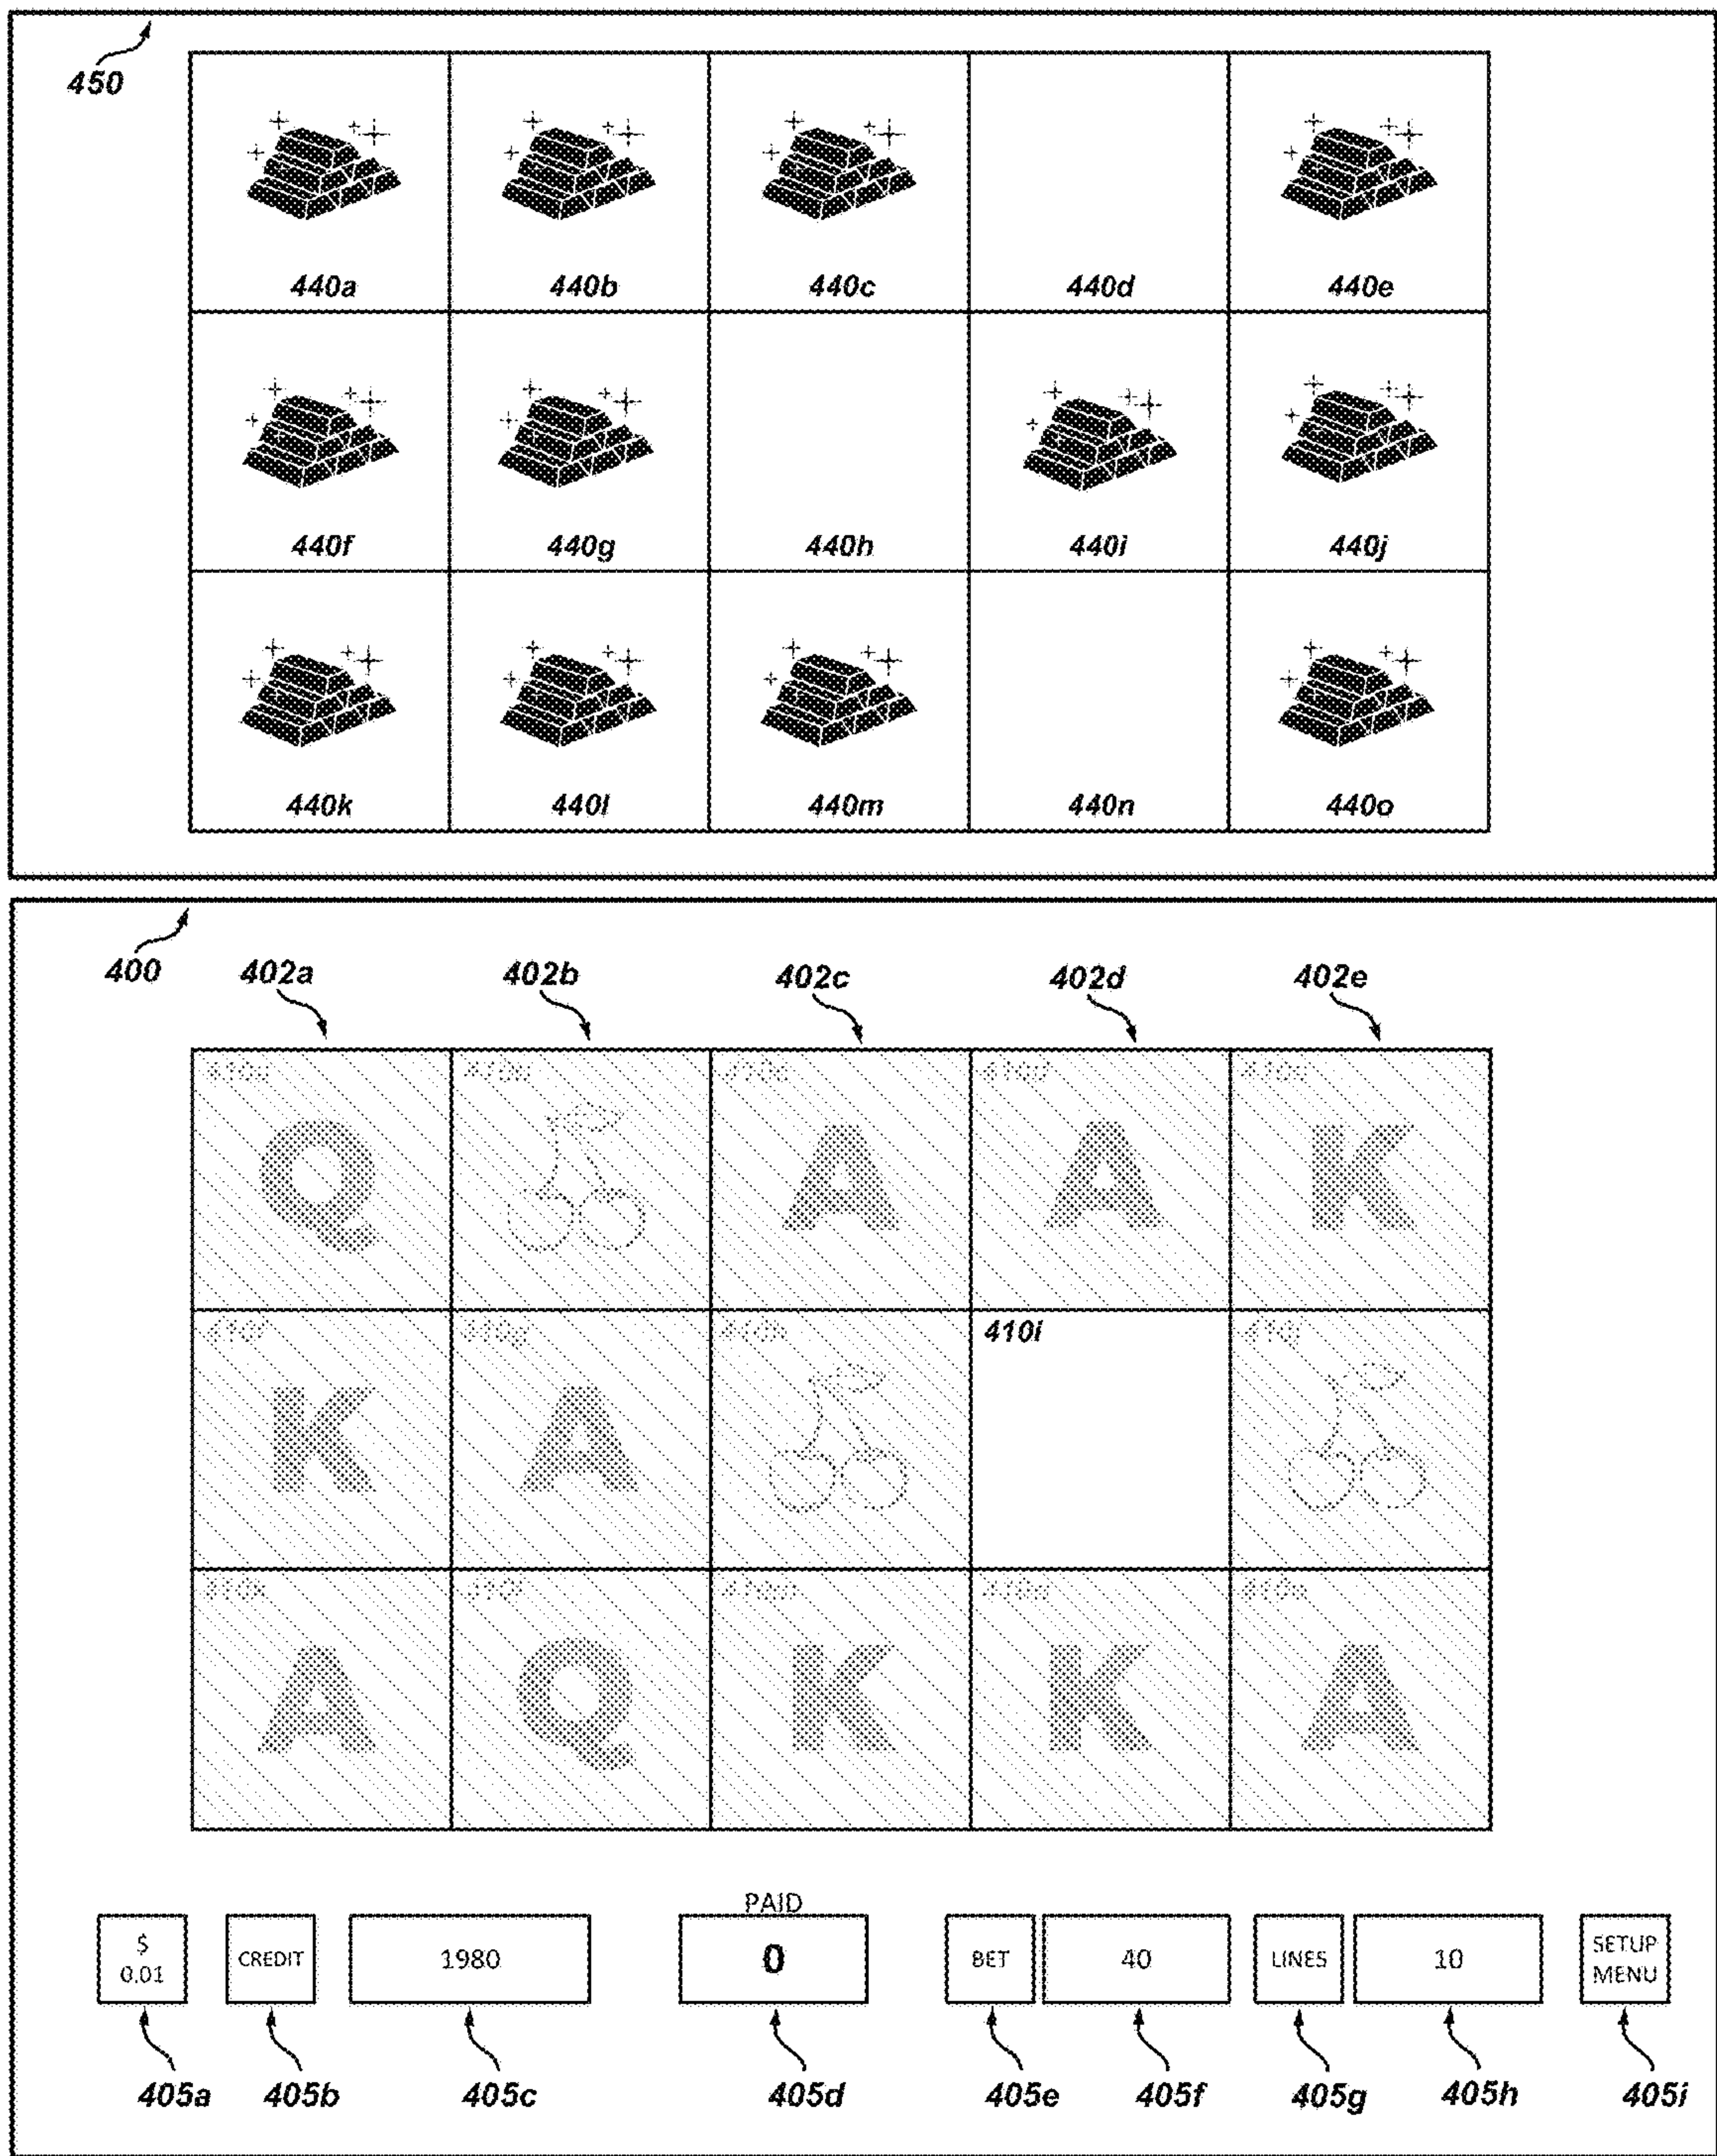 450
440a 440b 440c 440d 440e
440f 440g 440h 440i 440j
440k 440l 440m 440n 440o
400 402a 402b 402c 402d 402e
Q A A K
K A 410i
A Q K K A
PAID
$ 0.01 CREDIT 1980 0 BET 40 LINES 10 SETUP MENU
405a 405b 405c 405d 405e 405f 405g 405h 405i